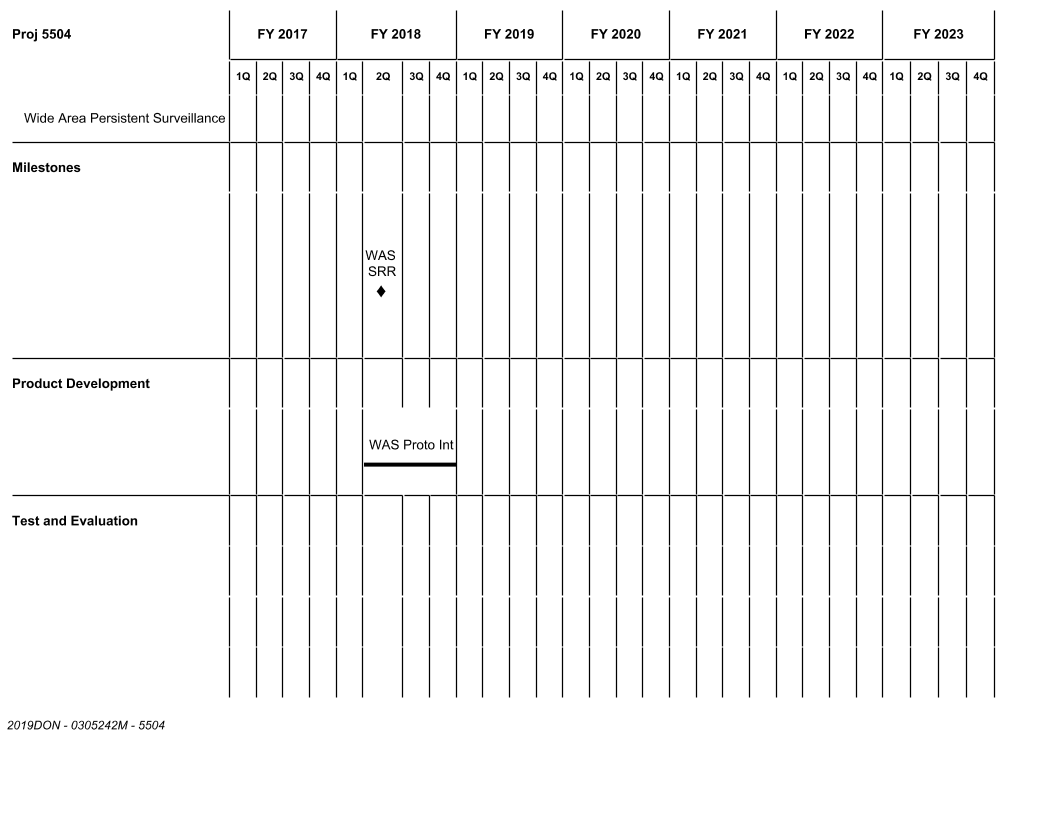 Proj 5504 FY 2017 FY 2018 FY 2019 FY 2020 FY 2021 FY 2022 FY 2023
1Q 2Q 3Q 4Q 1Q 2Q 3Q 4Q 1Q 2Q 3Q 4Q 1Q 2Q 3Q 4Q 1Q 2Q 3Q 4Q 1Q 2Q 3Q 4Q 1Q 2Q 3Q 4Q
Wide Area Persistent Surveillance
Milestones
WAS
SRR
Product Development
WAS Proto Int
Test and Evaluation
2019DON - 0305242M - 5504